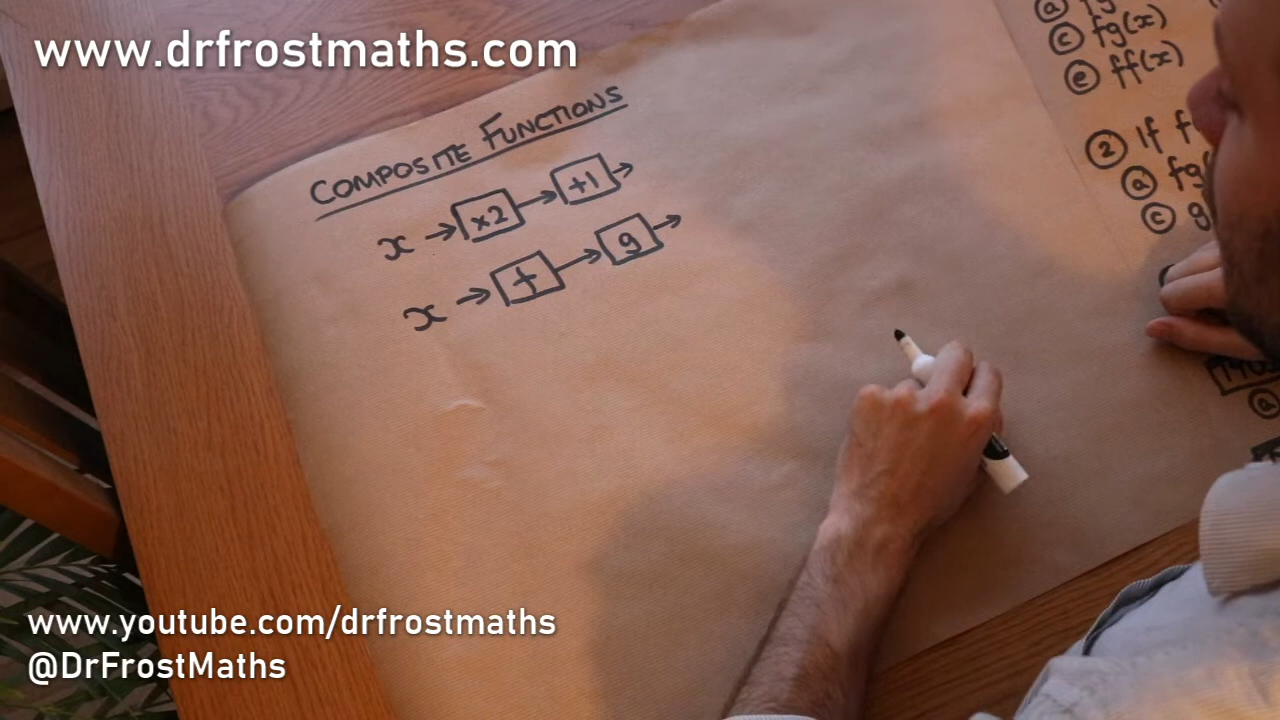 www.drfrostmaths.com
COMPOSITE FUNCTIONS
x → ×2 → +1 →
x → f → g →
ⓒ fg(x)
ⓔ ff(x)
② If f
ⓐ fg(
ⓒ g
ⓐ
www.youtube.com/drfrostmaths
@DrFrostMaths